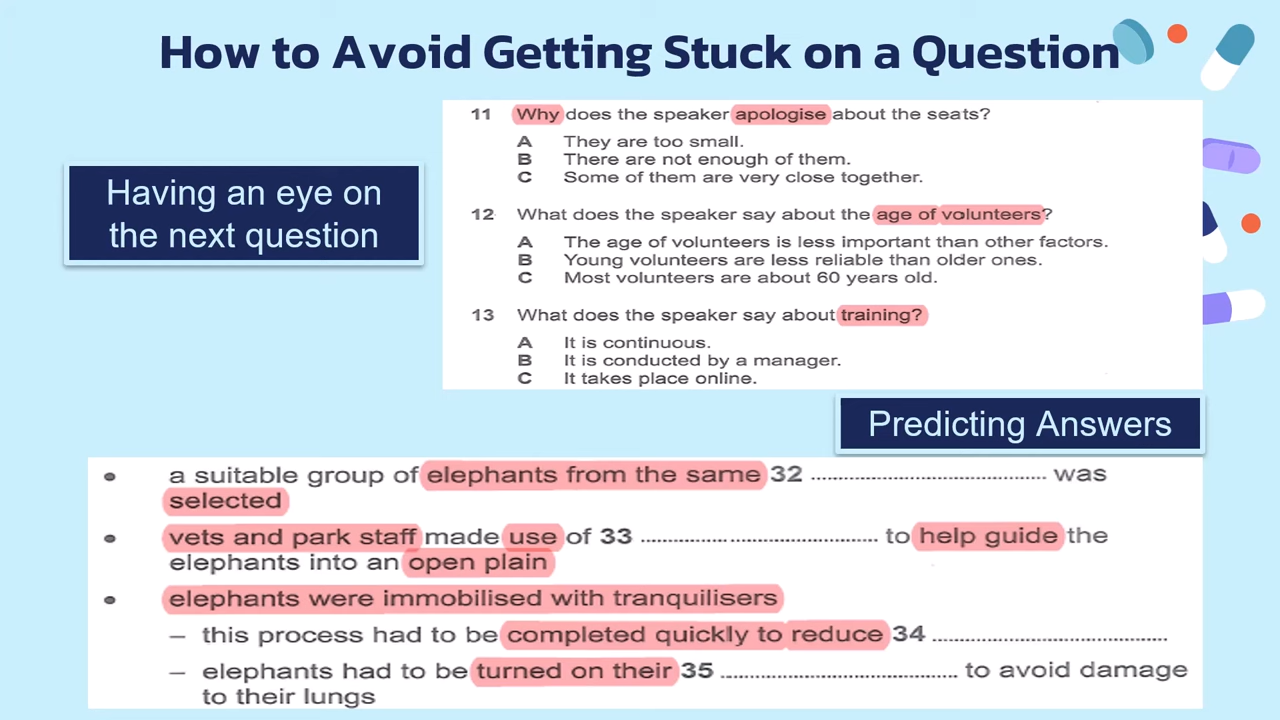 How to Avoid Getting Stuck on a Question
Having an eye on
the next question
11 Why does the speaker apologise about the seats?
A They are too small.
B There are not enough of them.
C Some of them are very close together.
12 What does the speaker say about the age of volunteers?
A The age of volunteers is less important than other factors.
B Young volunteers are less reliable than older ones.
C Most volunteers are about 60 years old.
13 What does the speaker say about training?
A It is continuous.
B It is conducted by a manager.
C It takes place online.
Predicting Answers
• a suitable group of elephants from the same 32 ........................................ was
selected
• vets and park staff made use of 33 ........................................ to help guide the
elephants into an open plain
• elephants were immobilised with tranquilisers
– this process had to be completed quickly to reduce 34 ........................................
– elephants had to be turned on their 35 ........................................ to avoid damage
to their lungs